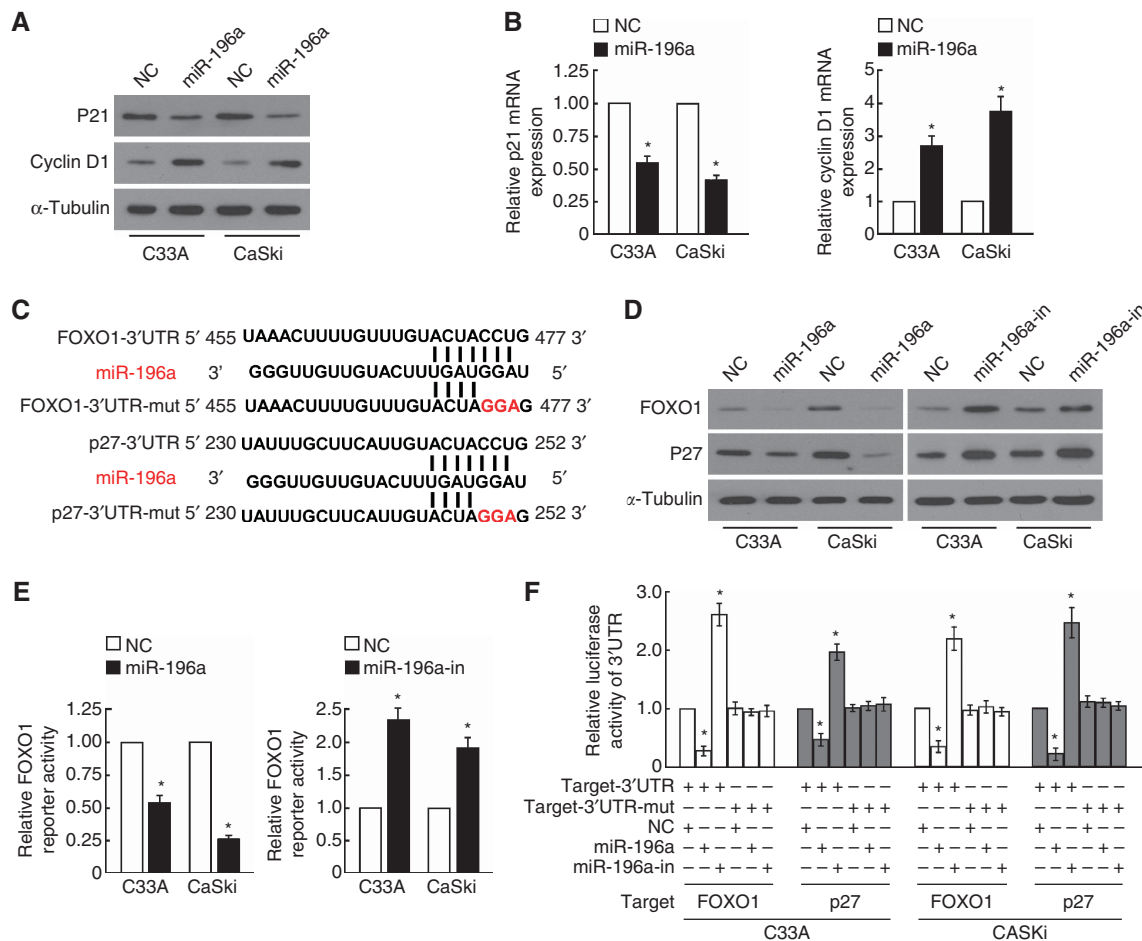 A
NC
miR-196a
NC
miR-196a
P21
Cyclin D1
α-Tubulin
C33A CaSki
B
NC
miR-196a
Relative p21 mRNA
expression
1.25
1.00
0.75
0.50
0.25
0
* *
C33A CaSki
NC
miR-196a
Relative cyclin D1 mRNA
expression
5
4
3
2
1
0
* *
C33A CaSki
C
FOXO1-3′UTR 5′ 455 UAAACUUUUGUUUGUACUACCUG 477 3′
miR-196a 3′ GGGUUGUUGUACUUUGAUGGAU 5′
FOXO1-3′UTR-mut 5′ 455 UAAACUUUUGUUUGUACUAGGAG 477 3′
p27-3′UTR 5′ 230 UAUUUGCUUCAUUGUACUACCUG 252 3′
miR-196a 3′ GGGUUGUUGUACUUUGAUGGAU 5′
p27-3′UTR-mut 5′ 230 UAUUUGCUUCAUUGUACUAGGAG 252 3′
D
NC
miR-196a
NC
miR-196a
NC
miR-196a-in
NC
miR-196a-in
FOXO1
P27
α-Tubulin
C33A CaSki C33A CaSki
E
NC
miR-196a
Relative FOXO1
reporter activity
1.25
1.00
0.75
0.50
0.25
0
* *
C33A CaSki
NC
miR-196a-in
Relative FOXO1
reporter activity
2.5
2.0
1.5
1.0
0.5
0
* *
C33A CaSki
F
Relative luciferase
activity of 3′UTR
3.0
2.0
1.0
0
* * * * * * * *
Target-3′UTR + + + − − − + + + − − − + + + − − − + + + − − −
Target-3′UTR-mut − − − + + + − − − + + + − − − + + + − − − + + +
NC + − − + − − + − − + − − + − − + − − + − − + − −
miR-196a − + − − + − − + − − + − − + − − + − − + − − + −
miR-196a-in − − + − − + − − + − − + − − + − − + − − + − − +
Target FOXO1 p27 FOXO1 p27
C33A CASKi